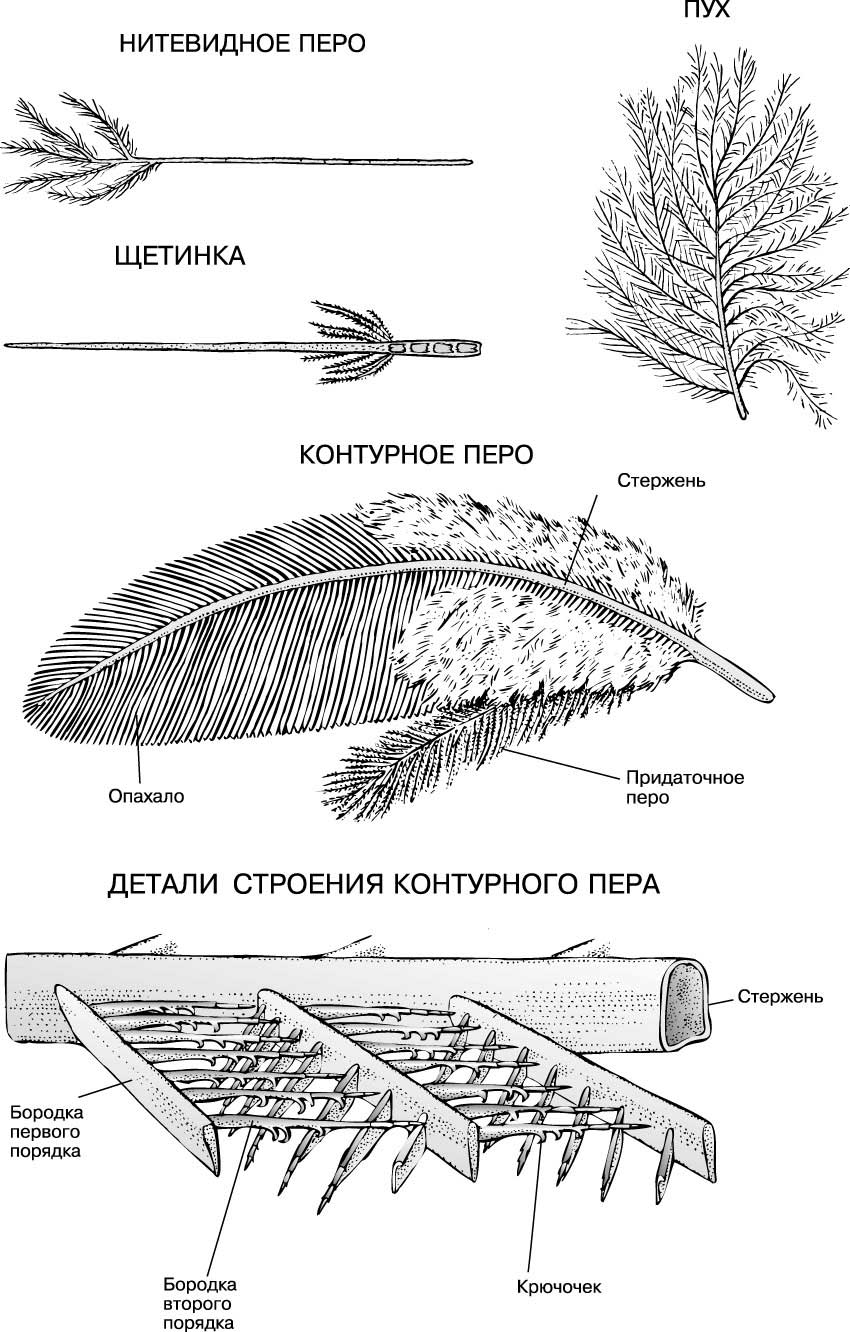 ПУХ
НИТЕВИДНОЕ ПЕРО
ЩЕТИНКА
КОНТУРНОЕ ПЕРО
Стержень
Опахало
Придаточное
перо
ДЕТАЛИ СТРОЕНИЯ КОНТУРНОГО ПЕРА
Стержень
Бородка
первого
порядка
Бородка
второго
порядка
Крючочек